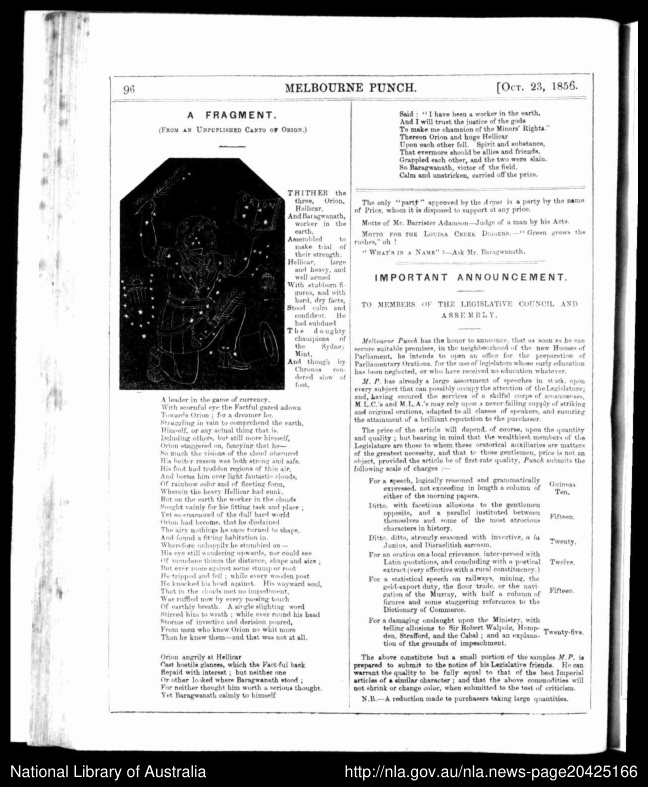 96
MELBOURNE PUNCH.
[OCT. 23, 1856.
A FRAGMENT.
(FROM AN UNPUBLISHED CANTO OF ORION.)
THITHER the
three, Orion,
Hellicar,
And Baragwanath,
worker in the
earth,
Assembled to
make trial of
their strength.
Hellicar, large
and heavy, and
well armed
With stubborn fi-
gures, and with
hard, dry facts,
Stood calm and
confident. He
had subdued
The doughty
champions of
the Sydney
Mint,
And though by
Chronos ren-
dered slow of
foot,
A leader in the game of currency.
With scornful eye the Factful gazed adown
Towards Orion; for a dreamer he,
Struggling in vain to comprehend the earth,
Himself, or any actual thing that is.
Deluding others, but still more himself,
Orion staggered on, fancying that he—
So much the visions of the cloud obscured
His better reason was both strong and safe.
His foot had trodden regions of thin air,
And borne him over light fantastic clouds,
Of rainbow color and of fleeting form,
Wherein the heavy Hellicar had sunk,
But on the earth the worker in the clouds
Sought vainly for his fitting task and place;
Yet so enamored of the dull hard world
Orion had become, that he disdained
The airy nothings he once turned to shape,
And found a fitting habitation in.
Wherefore unhappily he stumbled on—
His eye still wandering upwards, nor could see
Of mundane things the distance, shape and size;
But ever more against some stump or root
He tripped and fell; while every wooden post
He knocked his head against. His wayward soul,
That in the clouds met no impediment,
Was ruffled now by every passing touch
Of earthly breath. A single slighting word
Stirred him to wrath; while ever round his head
Storms of invective and derision poured,
From men who knew Orion no whit more
Than he knew them—and that was not at all.
Orion angrily at Hellicar
Cast hostile glances, which the Fact-ful back
Repaid with interest; but neither one
Or other looked where Baragwanath stood;
For neither thought him worth a serious thought.
Yet Baragwanath calmly to himself
Said: "I have been a worker in the earth,
And I will trust the justice of the gods
To make me champion of the Miners' Rights."
Thereon Orion and huge Hellicar
Upon each other fell. Spirit and substance,
That evermore should be allies and friends,
Grappled each other, and the two were slain.
So Baragwanath, victor of the field,
Calm and unstricken, carried off the prize.
The only "party" approved by the Argus is a party by the name
of Price, whom it is disposed to support at any price.
Motto of Mr. Barrister Adamson—Judge of a man by his Acts.
MOTTO FOR THE LOUISA CREEK DIGGERS.—"Green grows the
rushes," oh!
"WHAT'S IN A NAME"?—Ask Mr. Baragwanath.
IMPORTANT ANNOUNCEMENT.
TO MEMBERS OF THE LEGISLATIVE COUNCIL AND
ASSEMBLY.
Melbourne Punch has the honor to announce, that as soon as he can
secure suitable premises, in the neighbourhood of the new Houses of
Parliament, he intends to open an office for the preparation of
Parliamentary Orations, for the use of legislators whose early education
has been neglected, or who have received no education whatever.
M. P. has already a large assortment of speeches in stock, upon
every subject that can possibly occupy the attention of the Legislature;
and, having secured the services of a skilful corps of amanuenses,
M.L.C.'s and M.L.A.'s may rely upon a never-failing supply of striking
and original orations, adapted to all classes of speakers, and ensuring
the attainment of a brilliant reputation to the purchaser.
The price of the article will depend, of course, upon the quantity
and quality; but bearing in mind that the wealthiest members of the
Legislature are those to whom these oratorical auxiliaries are matters
of the greatest necessity, and that to those gentlemen, price is not an
object, provided the article be of first-rate quality, Punch submits the
following scale of charges:—
For a speech, logically reasoned and grammatically
expressed, not exceeding in length a column of
either of the morning papers.
Guineas.
Ten.
Ditto, with facetious allusions to the gentlemen
opposite, and a parallel instituted between
themselves and some of the most atrocious
characters in history.
Fifteen.
Ditto, ditto, strongly seasoned with invective, a la
Junius, and Disraelitish sarcasm.
Twenty.
For an oration on a local grievance, interspersed with
Latin quotations, and concluding with a poetical
extract (very effective with a rural constituency.)
Twelve.
For a statistical speech on railways, mining, the
gold-export duty, the flour trade, or the navi-
gation of the Murray, with half a column of
figures and some staggering references to the
Dictionary of Commerce.
Fifteen.
For a damaging onslaught upon the Ministry, with
telling allusions to Sir Robert Walpole, Hamp-
den, Strafford, and the Cabal; and an explana-
tion of the grounds of impeachment.
Twenty-five.
The above constitute but a small portion of the samples M. P. is
prepared to submit to the notice of his Legislative friends. He can
warrant the quality to be fully equal to that of the best Imperial
articles of a similar character; and that the above commodities will
not shrink or change color, when submitted to the test of criticism.
N.B.—A reduction made to purchasers taking large quantities.
National Library of Australia
http://nla.gov.au/nla.news-page20425166